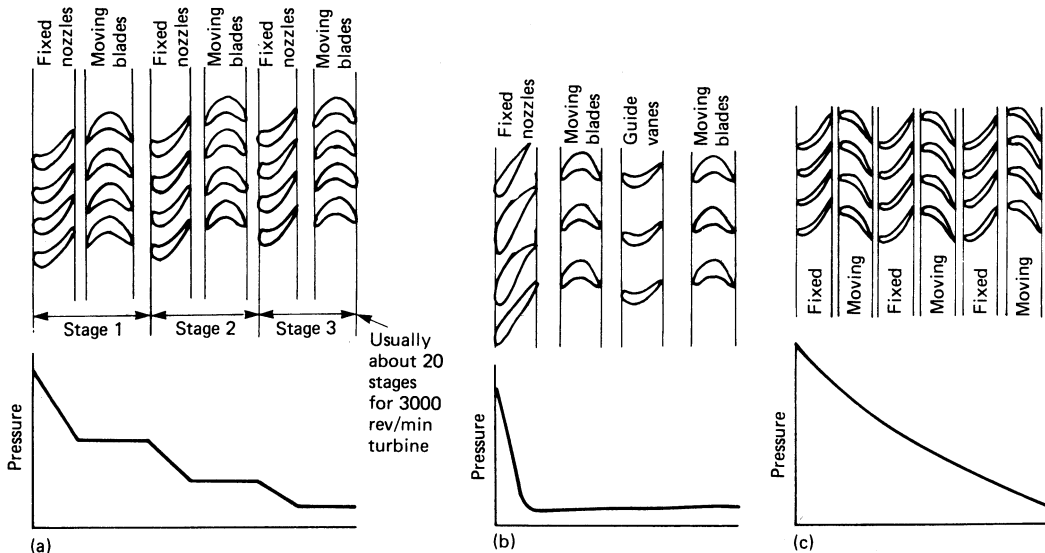 Fixed
nozzles
Moving
blades
Fixed
nozzles
Moving
blades
Fixed
nozzles
Moving
blades
Stage 1
Stage 2
Stage 3
Usually
about 20
stages
for 3000
rev/min
turbine
Pressure
(a)
Fixed
nozzles
Moving
blades
Guide
vanes
Moving
blades
Pressure
(b)
Fixed
Moving
Fixed
Moving
Fixed
Moving
Pressure
(c)